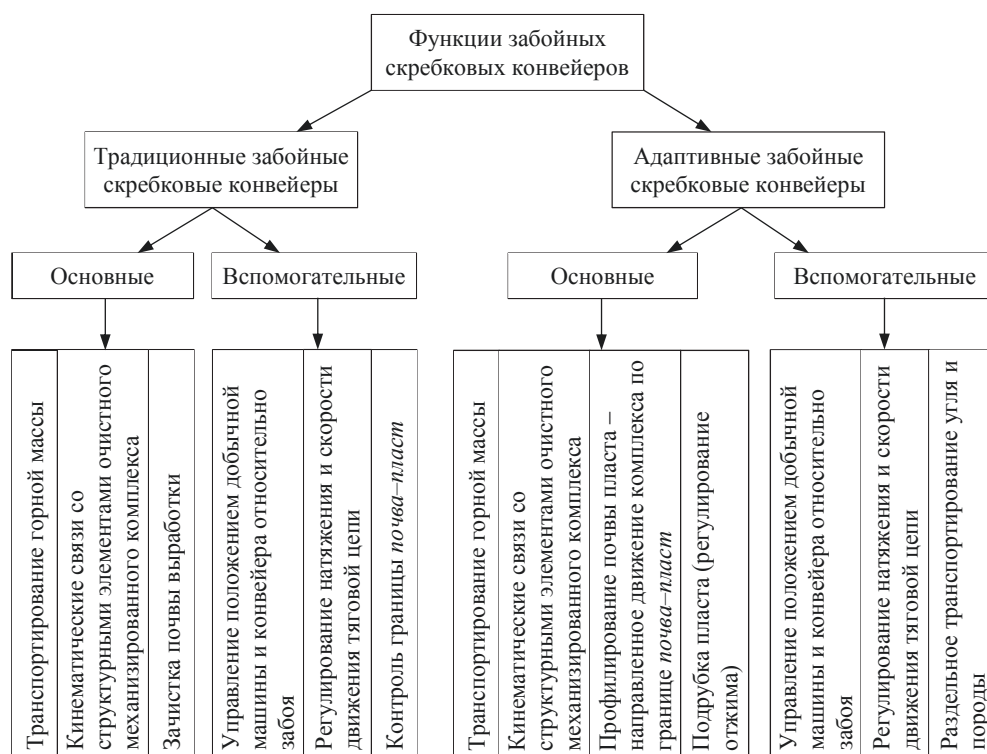 Функции забойных
скребковых конвейеров
Традиционные забойные
скребковые конвейеры
Адаптивные забойные
скребковые конвейеры
Основные
Вспомогательные
Основные
Вспомогательные
Транспортирование горной массы
Кинематические связи со
структурными элементами очистного
механизированного комплекса
Зачистка почвы выработки
Управление положением добычной
машины и конвейера относительно
забоя
Регулирование натяжения и скорости
движения тяговой цепи
Контроль границы почва–пласт
Транспортирование горной массы
Кинематические связи со
структурными элементами очистного
механизированного комплекса
Профилирование почвы пласта –
направленное движение комплекса по
границе почва–пласт
Подрубка пласта (регулирование
отжима)
Управление положением добычной
машины и конвейера относительно
забоя
Регулирование натяжения и скорости
движения тяговой цепи
Раздельное транспортирование угля и
породы